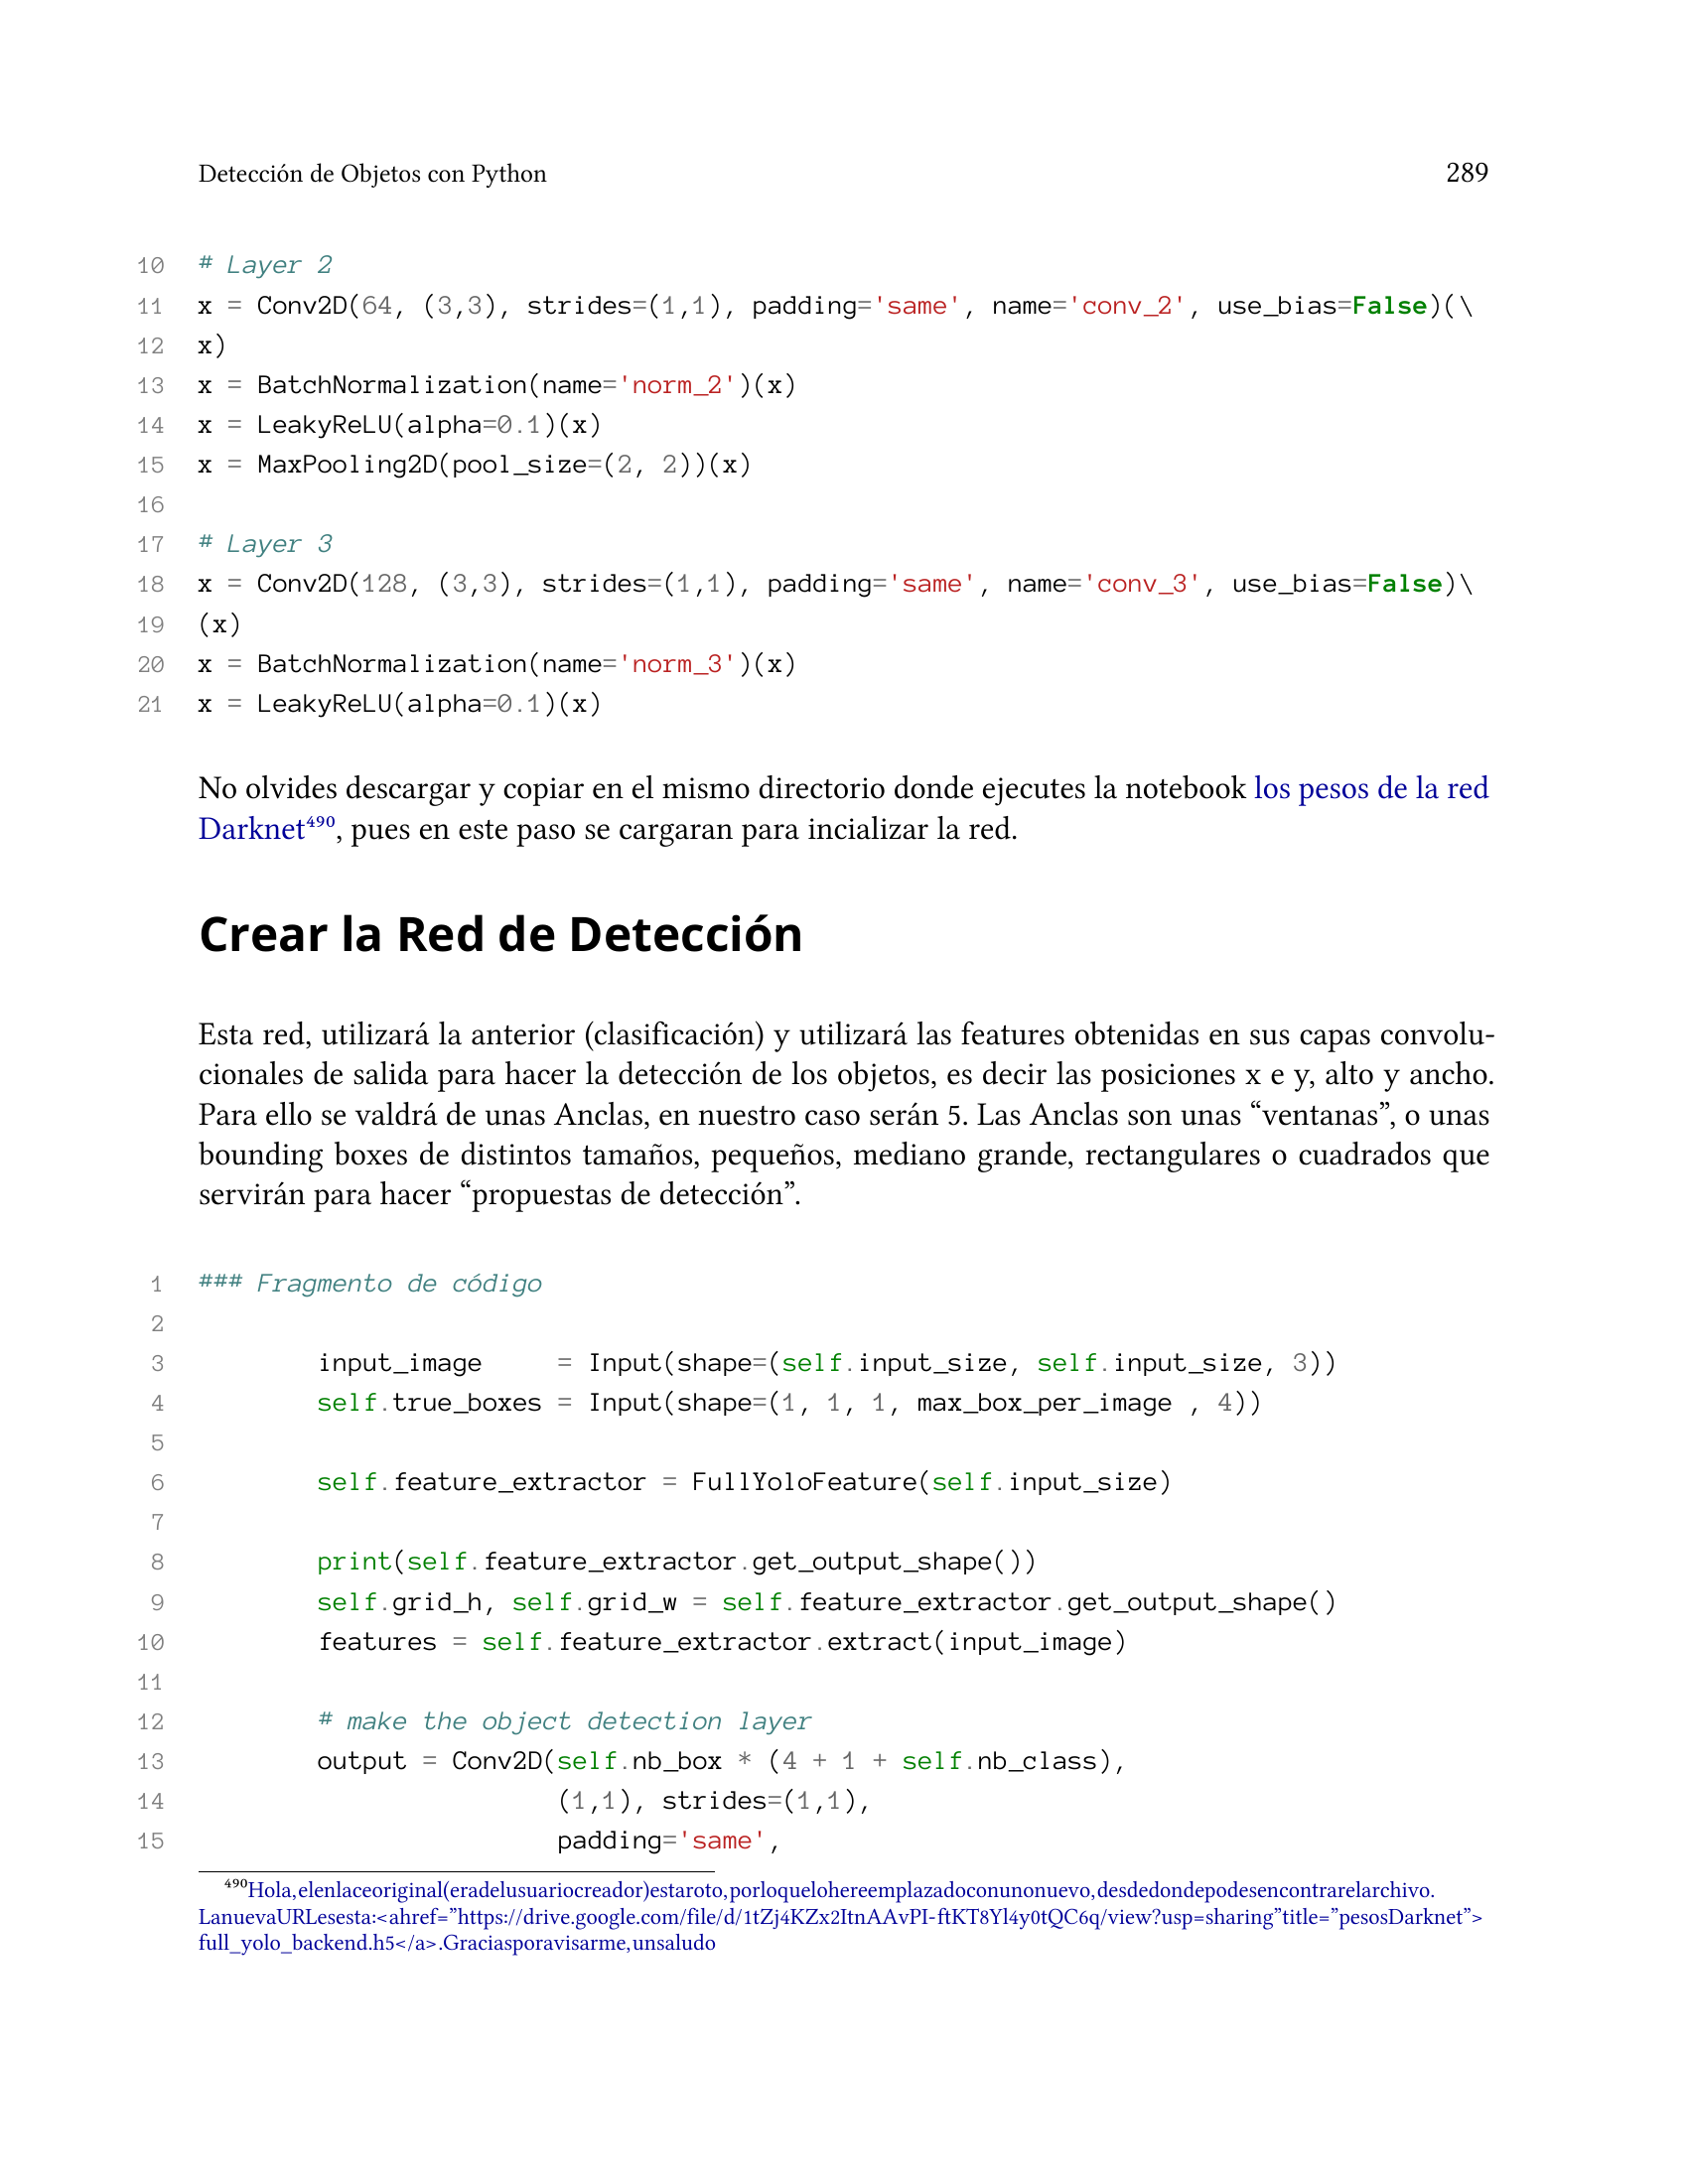 Detección de Objetos con Python 289
10 # Layer 2
11 x = Conv2D(64, (3,3), strides=(1,1), padding='same', name='conv_2', use_bias=False)(\
12 x)
13 x = BatchNormalization(name='norm_2')(x)
14 x = LeakyReLU(alpha=0.1)(x)
15 x = MaxPooling2D(pool_size=(2, 2))(x)
16
17 # Layer 3
18 x = Conv2D(128, (3,3), strides=(1,1), padding='same', name='conv_3', use_bias=False)\
19 (x)
20 x = BatchNormalization(name='norm_3')(x)
21 x = LeakyReLU(alpha=0.1)(x)
No olvides descargar y copiar en el mismo directorio donde ejecutes la notebook los pesos de la red
Darknet⁴⁹⁰, pues en este paso se cargaran para incializar la red.
Crear la Red de Detección
Esta red, utilizará la anterior (clasificación) y utilizará las features obtenidas en sus capas convolu-
cionales de salida para hacer la detección de los objetos, es decir las posiciones x e y, alto y ancho.
Para ello se valdrá de unas Anclas, en nuestro caso serán 5. Las Anclas son unas “ventanas”, o unas
bounding boxes de distintos tamaños, pequeños, mediano grande, rectangulares o cuadrados que
servirán para hacer “propuestas de detección”.
1 ### Fragmento de código
2
3 input_image     = Input(shape=(self.input_size, self.input_size, 3))
4 self.true_boxes = Input(shape=(1, 1, 1, max_box_per_image , 4))
5
6 self.feature_extractor = FullYoloFeature(self.input_size)
7
8 print(self.feature_extractor.get_output_shape())
9 self.grid_h, self.grid_w = self.feature_extractor.get_output_shape()
10 features = self.feature_extractor.extract(input_image)
11
12 # make the object detection layer
13 output = Conv2D(self.nb_box * (4 + 1 + self.nb_class),
14 (1,1), strides=(1,1),
15 padding='same',
⁴⁹⁰Hola,elenlaceoriginal(eradelusuariocreador)estaroto,porloquelohereemplazadoconunonuevo,desdedondepodesencontrarelarchivo.
LanuevaURLesesta:<ahref=”https://drive.google.com/file/d/1tZj4KZx2ItnAAvPI-ftKT8Yl4y0tQC6q/view?usp=sharing”title=”pesosDarknet”>
full_yolo_backend.h5</a>.Graciasporavisarme,unsaludo